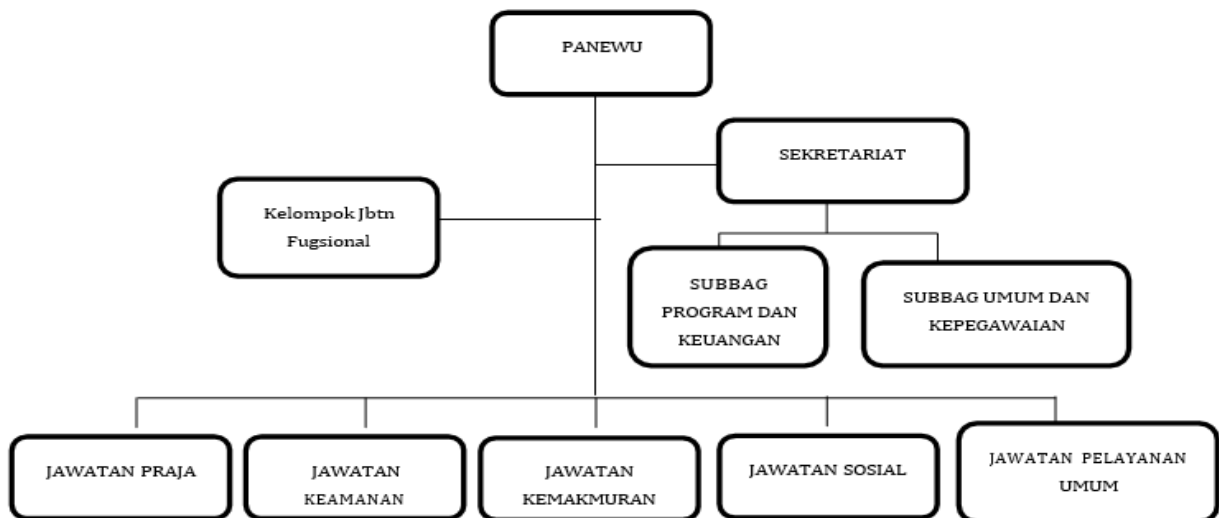 PANEWU
SEKRETARIAT
Kelompok Jbtn
Fugsional
SUBBAG
PROGRAM DAN
KEUANGAN
SUBBAG UMUM DAN
KEPEGAWAIAN
JAWATAN PRAJA
JAWATAN
KEAMANAN
JAWATAN
KEMAKMURAN
JAWATAN SOSIAL
JAWATAN PELAYANAN
UMUM